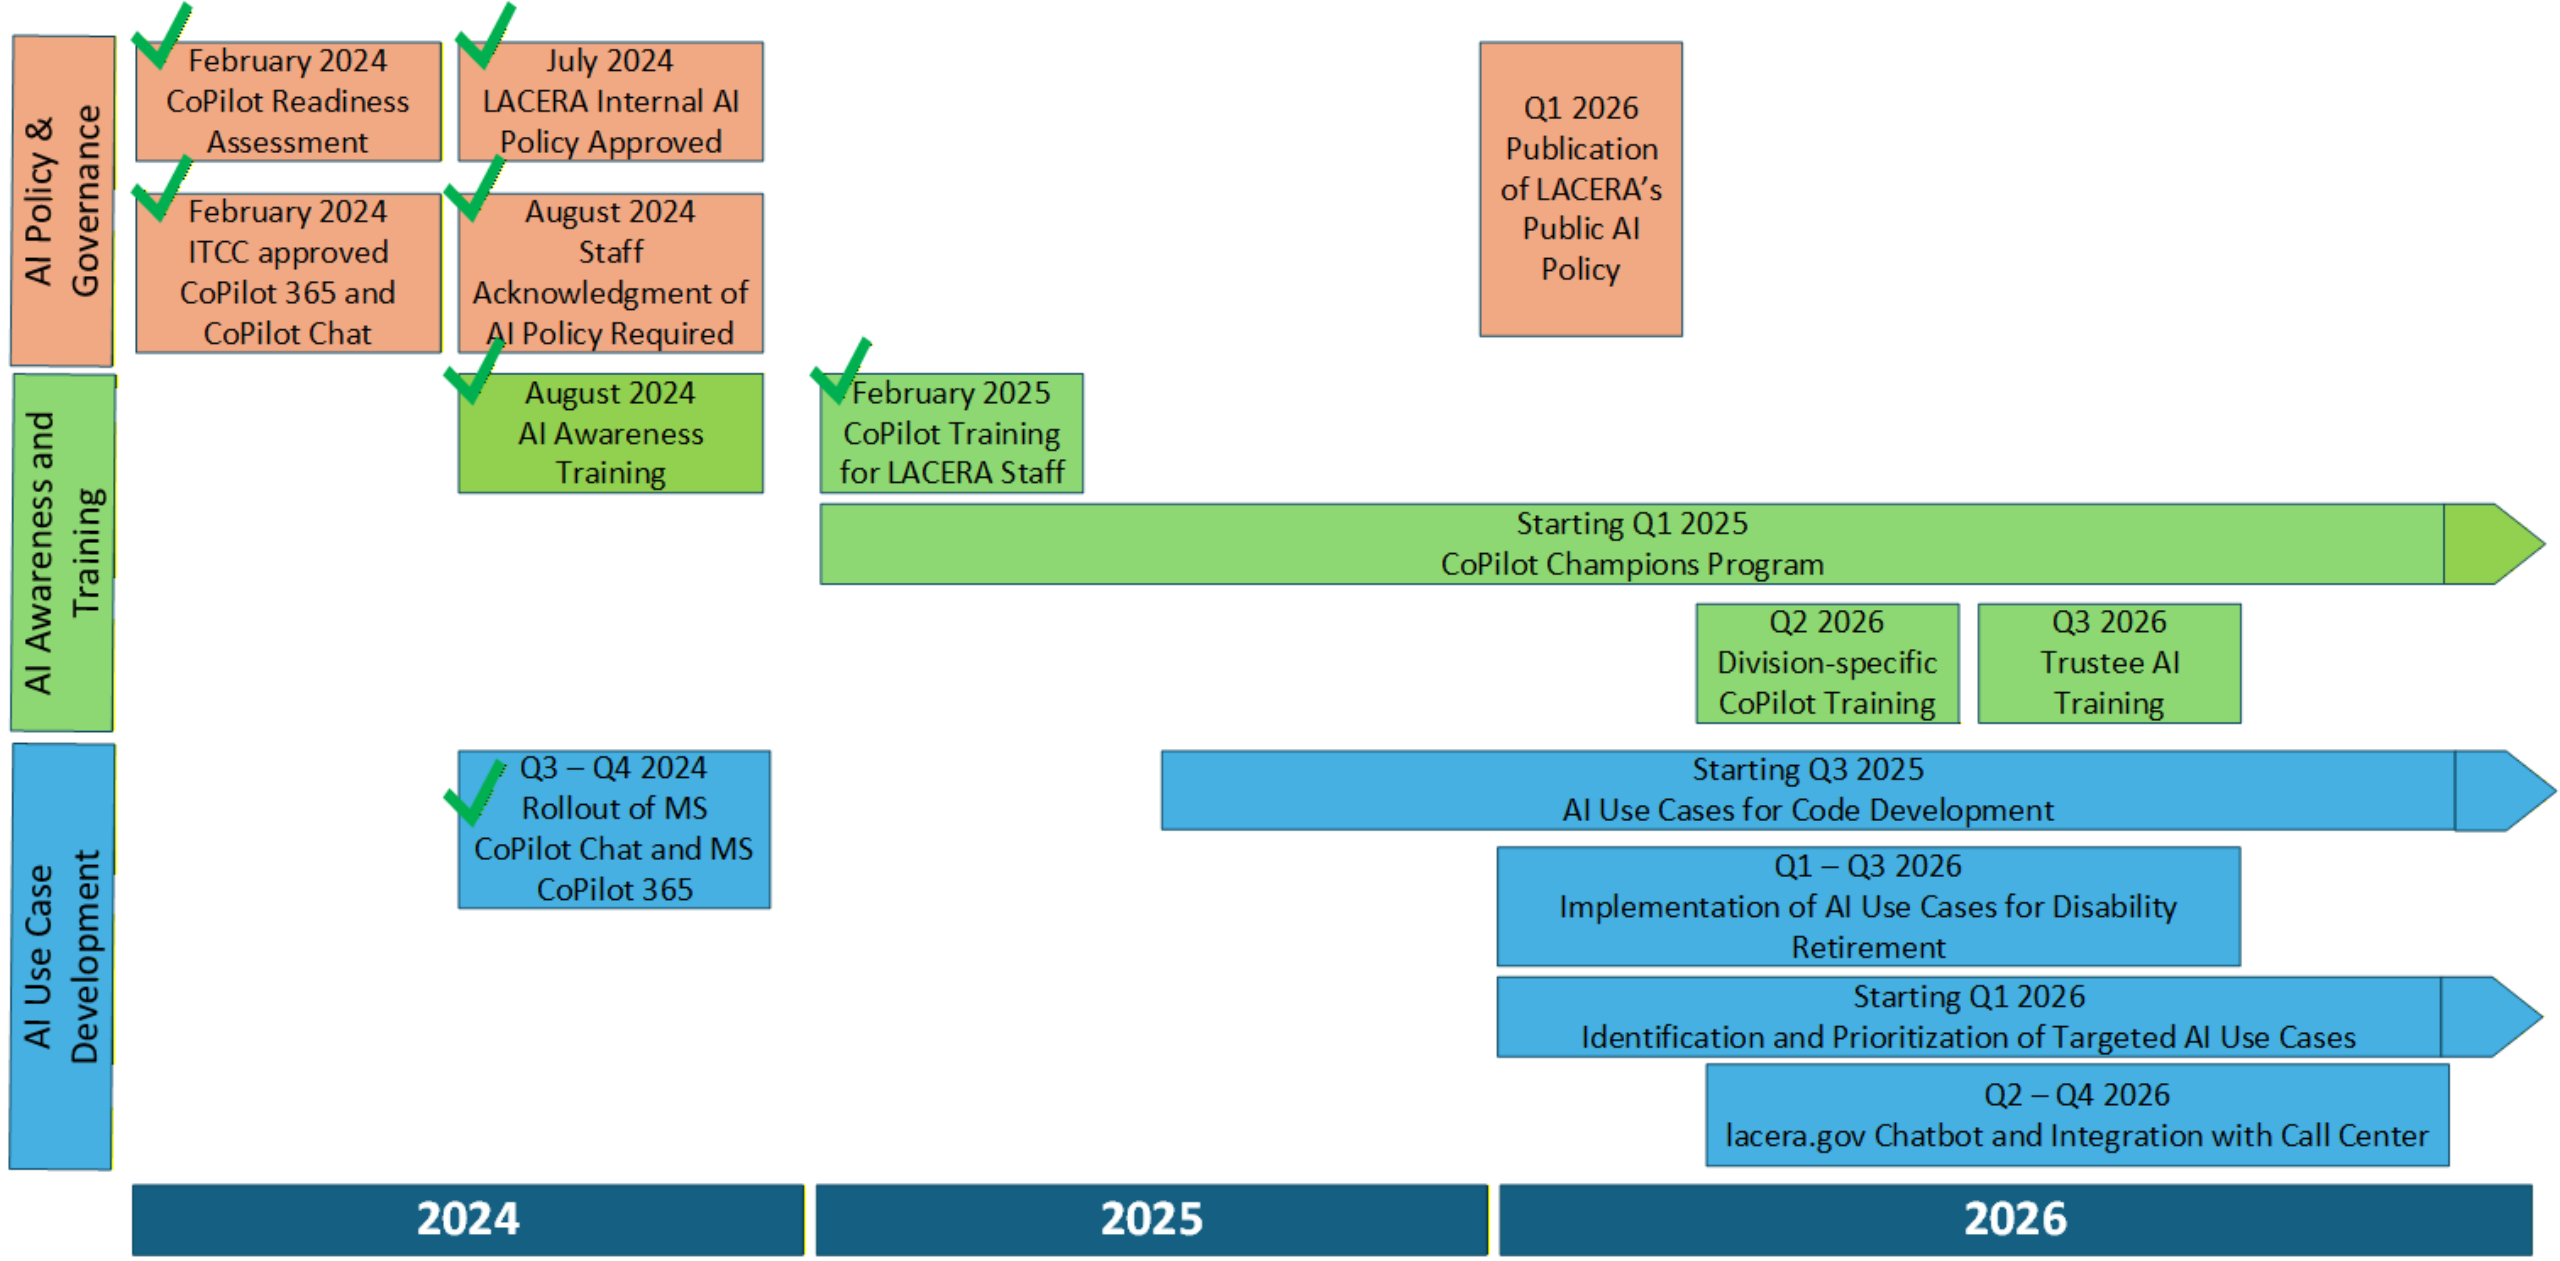 AI Policy &
Governance
February 2024
CoPilot Readiness
Assessment
July 2024
LACERA Internal AI
Policy Approved
February 2024
ITCC approved
CoPilot 365 and
CoPilot Chat
August 2024
Staff
Acknowledgment of
AI Policy Required
Q1 2026
Publication
of LACERA’s
Public AI
Policy
AI Awareness and
Training
August 2024
AI Awareness
Training
February 2025
CoPilot Training
for LACERA Staff
Starting Q1 2025
CoPilot Champions Program
Q2 2026
Division-specific
CoPilot Training
Q3 2026
Trustee AI
Training
AI Use Case
Development
Q3 – Q4 2024
Rollout of MS
CoPilot Chat and MS
CoPilot 365
Starting Q3 2025
AI Use Cases for Code Development
Q1 – Q3 2026
Implementation of AI Use Cases for Disability
Retirement
Starting Q1 2026
Identification and Prioritization of Targeted AI Use Cases
Q2 – Q4 2026
lacera.gov Chatbot and Integration with Call Center
2024
2025
2026